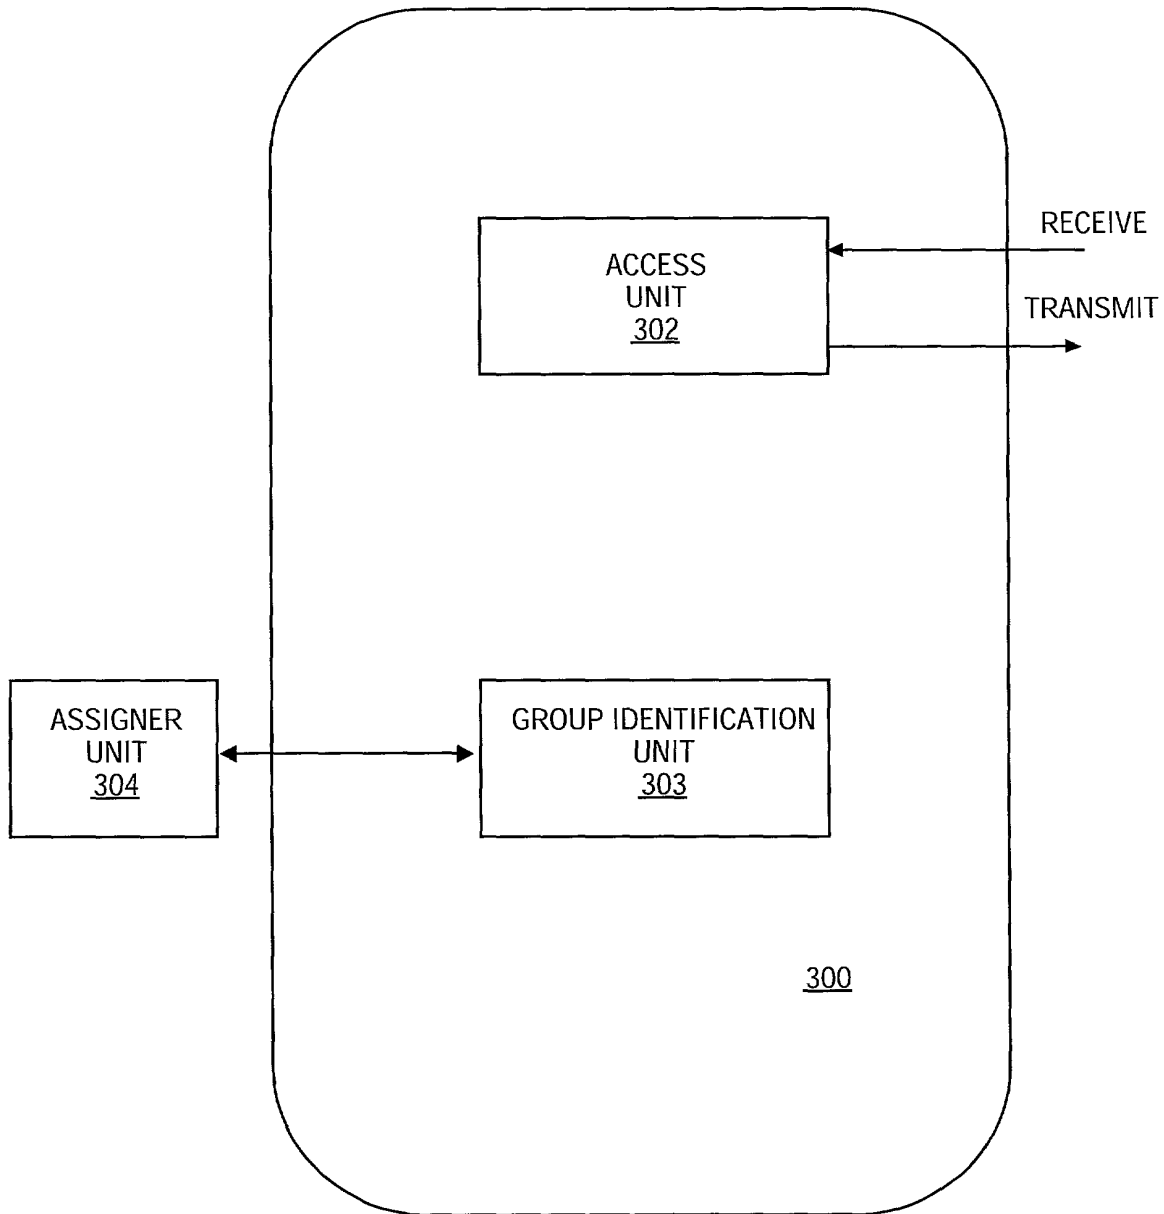 RECEIVE
ACCESS
UNIT
302
TRANSMIT
ASSIGNER
UNIT
304
GROUP IDENTIFICATION
UNIT
303
300